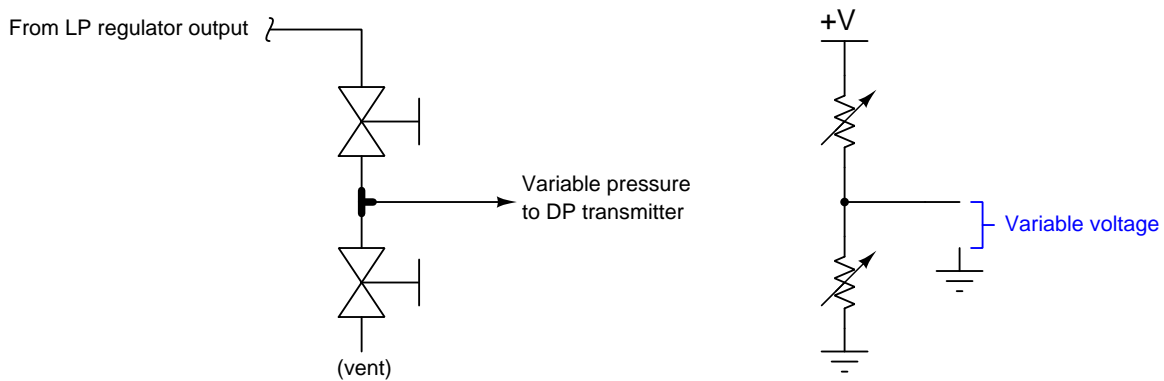 From LP regulator output
+V
Variable pressure
to DP transmitter
Variable voltage
(vent)